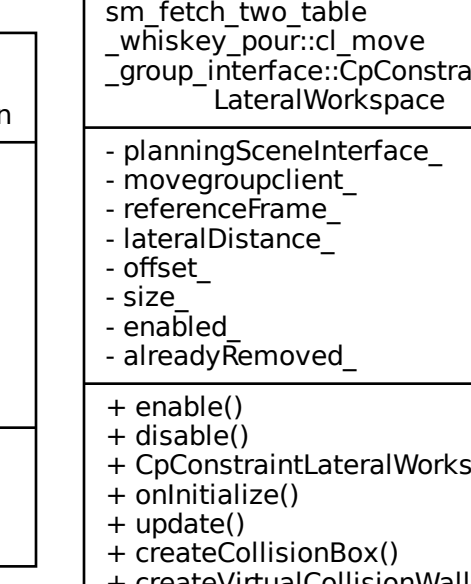 sm_fetch_two_table
_whiskey_pour::cl_move
_group_interface::CpConstra
LateralWorkspace
n
- planningSceneInterface_
- movegroupclient_
- referenceFrame_
- lateralDistance_
- offset_
- size_
- enabled_
- alreadyRemoved_
+ enable()
+ disable()
+ CpConstraintLateralWorks
+ onInitialize()
+ update()
+ createCollisionBox()
+ createVirtualCollisionWall